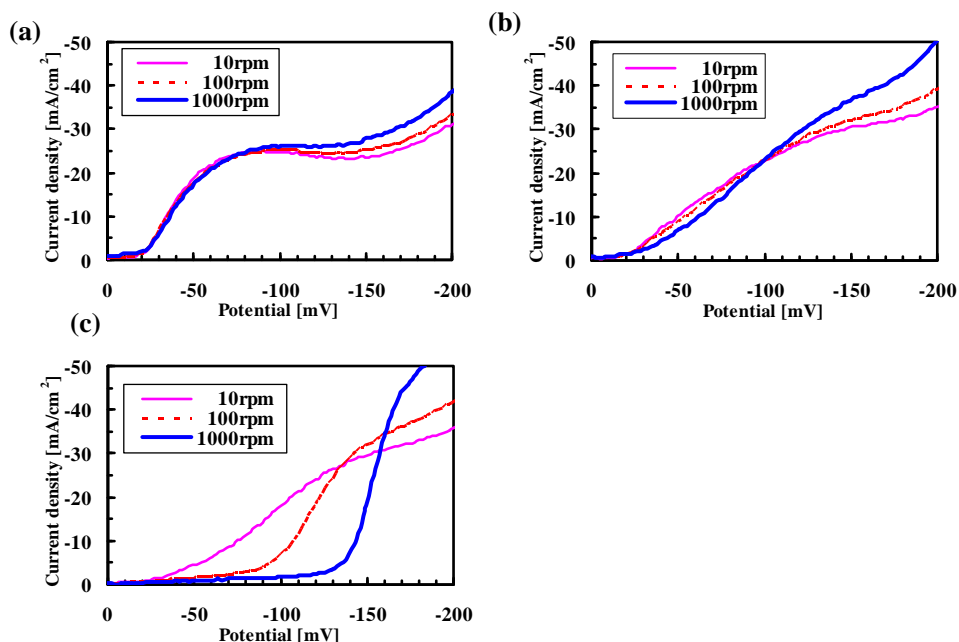 (a)
-50
-40
-30
-20
-10
0
Current density [mA/cm²]
10rpm
100rpm
1000rpm
0 -50 -100 -150 -200
Potential [mV]
(b)
-50
-40
-30
-20
-10
0
Current density [mA/cm²]
10rpm
100rpm
1000rpm
0 -50 -100 -150 -200
Potential [mV]
(c)
-50
-40
-30
-20
-10
0
Current density [mA/cm²]
10rpm
100rpm
1000rpm
0 -50 -100 -150 -200
Potential [mV]